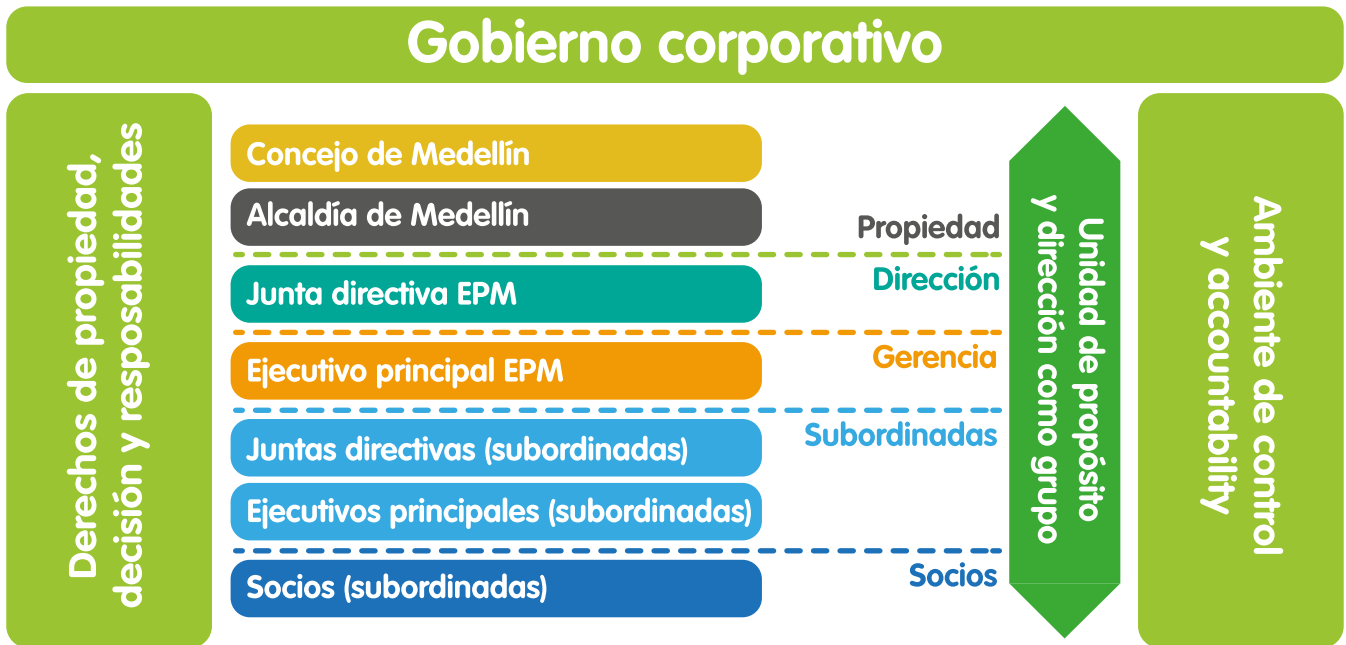 Gobierno corporativo
Derechos de propiedad,
decisión y resposabilidades
Concejo de Medellín
Alcaldía de Medellín
Propiedad
Dirección
Junta directiva EPM
Ejecutivo principal EPM
Gerencia
Subordinadas
Juntas directivas (subordinadas)
Ejecutivos principales (subordinadas)
Socios (subordinadas)
Socios
Unidad de propósito
y dirección como grupo
Ambiente de control
y accountability